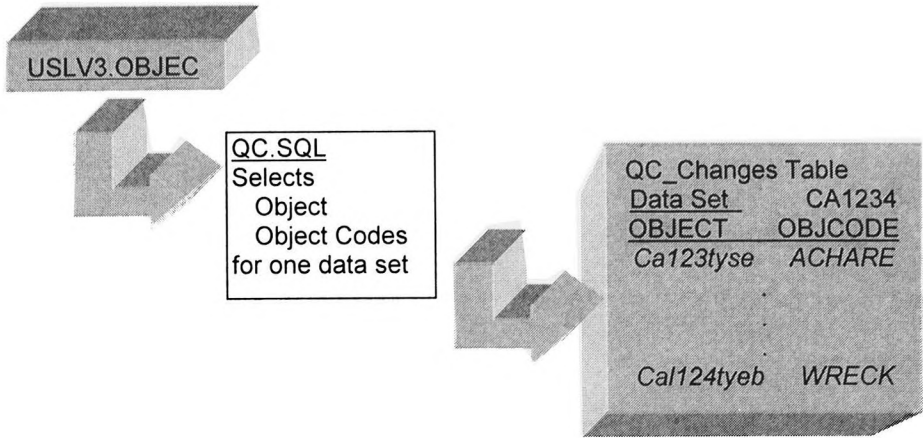 USLV3.OBJEC
QC.SQL
Selects
Object
Object Codes
for one data set
QC_Changes Table
Data Set CA1234
OBJECT OBJCODE
Ca123tyse ACHARE
.
.
.
Cal124tyeb WRECK